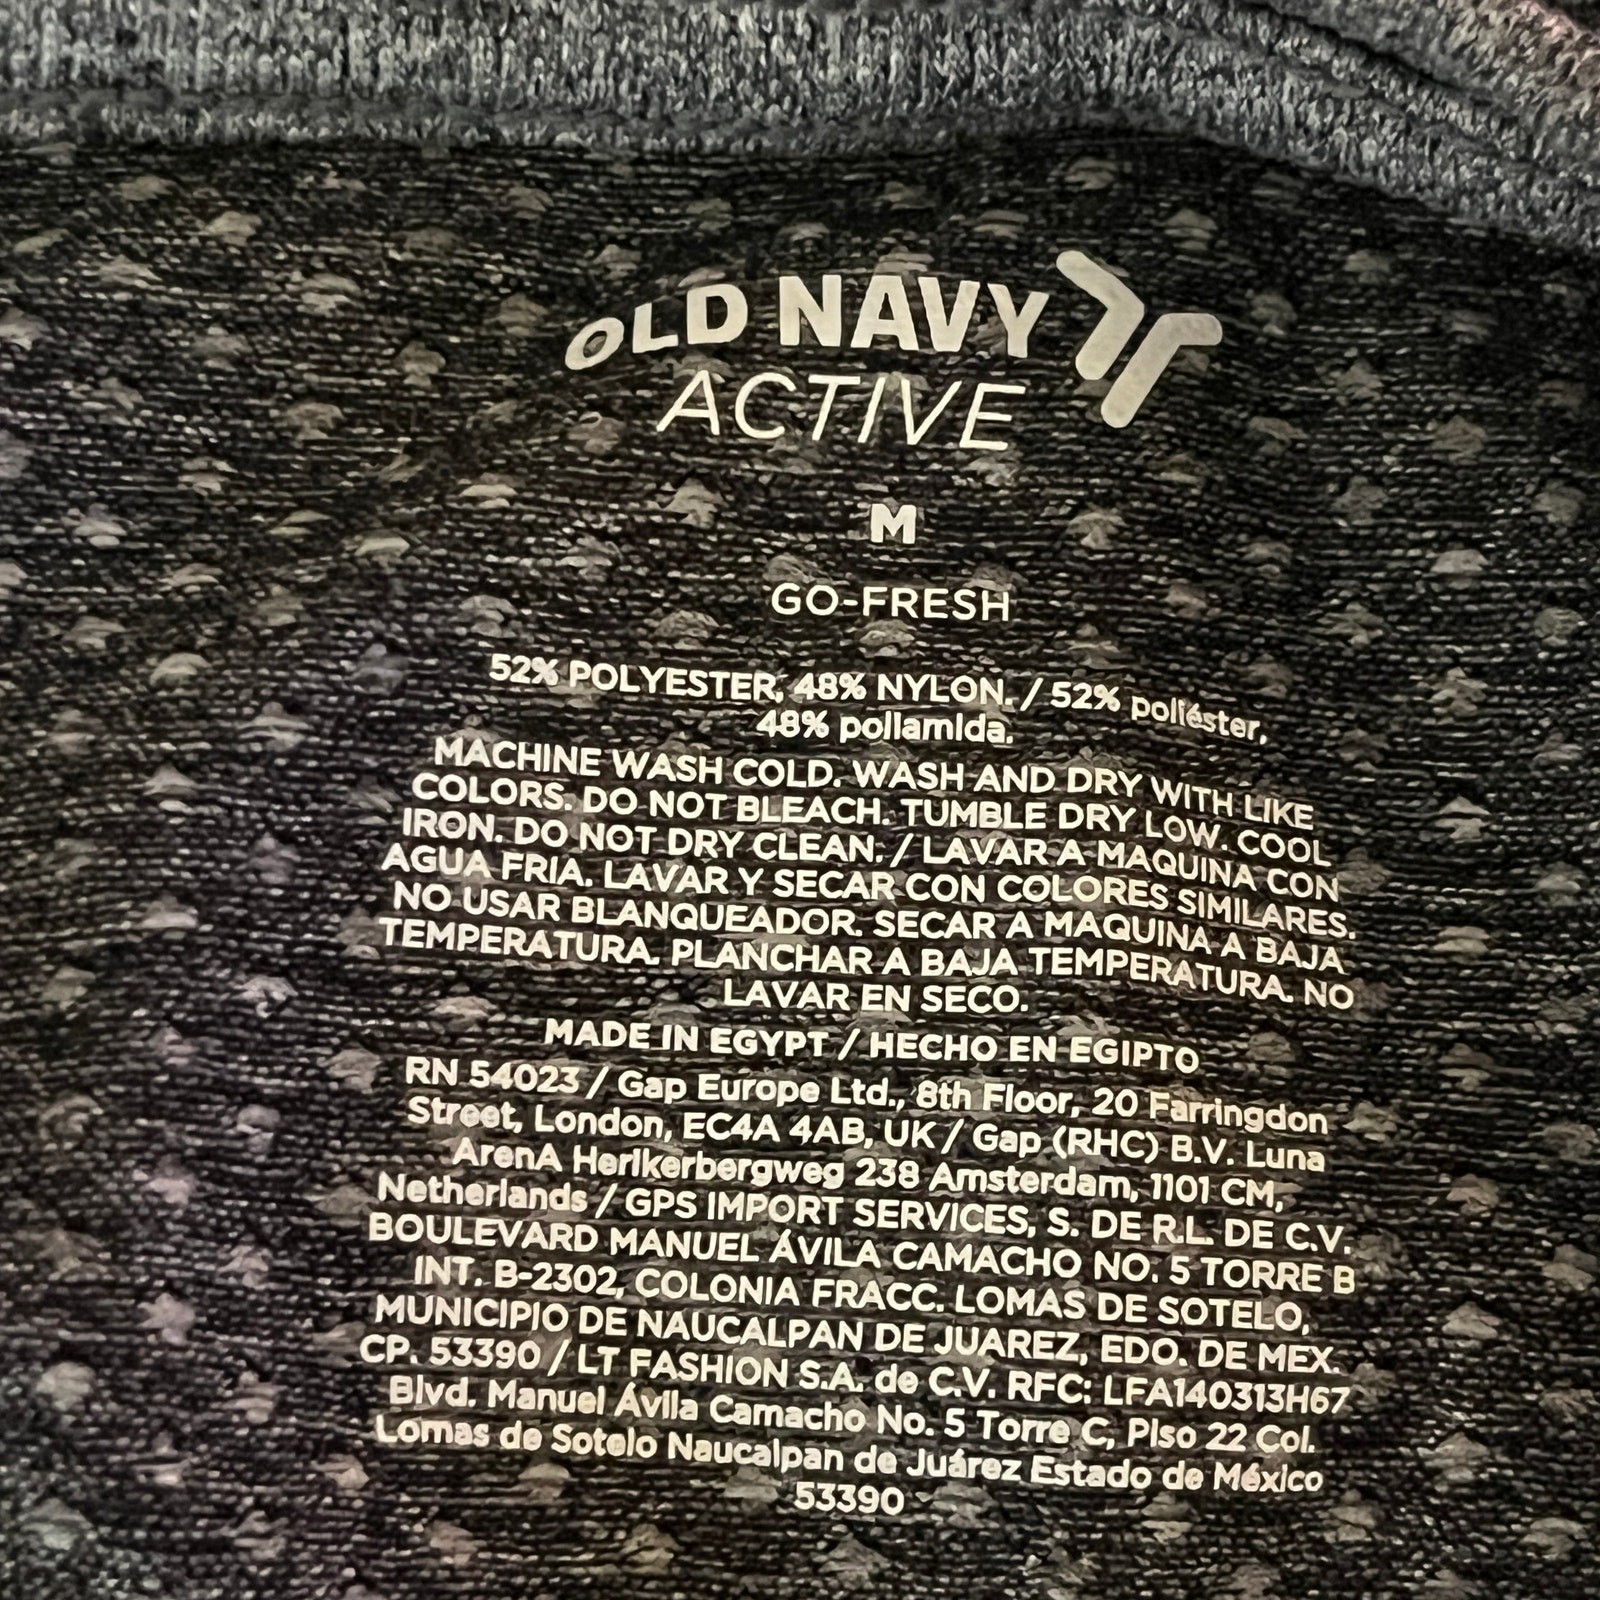 OLD NAVY
ACTIVE
M
GO-FRESH
52% POLYESTER, 48% NYLON. / 52% poliéster,
48% poliamida.
MACHINE WASH COLD. WASH AND DRY WITH LIKE
COLORS. DO NOT BLEACH. TUMBLE DRY LOW. COOL
IRON. DO NOT DRY CLEAN. / LAVAR A MAQUINA CON
AGUA FRIA. LAVAR Y SECAR CON COLORES SIMILARES.
NO USAR BLANQUEADOR. SECAR A MAQUINA A BAJA
TEMPERATURA. PLANCHAR A BAJA TEMPERATURA. NO
LAVAR EN SECO.
MADE IN EGYPT / HECHO EN EGIPTO
RN 54023 / Gap Europe Ltd., 8th Floor, 20 Farringdon
Street, London, EC4A 4AB, UK / Gap (RHC) B.V. Luna
ArenA Herikerbergweg 238 Amsterdam, 1101 CM,
Netherlands / GPS IMPORT SERVICES, S. DE R.L. DE C.V.
BOULEVARD MANUEL ÁVILA CAMACHO NO. 5 TORRE B
INT. B-2302, COLONIA FRACC. LOMAS DE SOTELO,
MUNICIPIO DE NAUCALPAN DE JUAREZ, EDO. DE MEX.
CP. 53390 / LT FASHION S.A. de C.V. RFC: LFA140313H67
Blvd. Manuel Ávila Camacho No. 5 Torre C, Piso 22 Col.
Lomas de Sotelo Naucalpan de Juárez Estado de México
53390